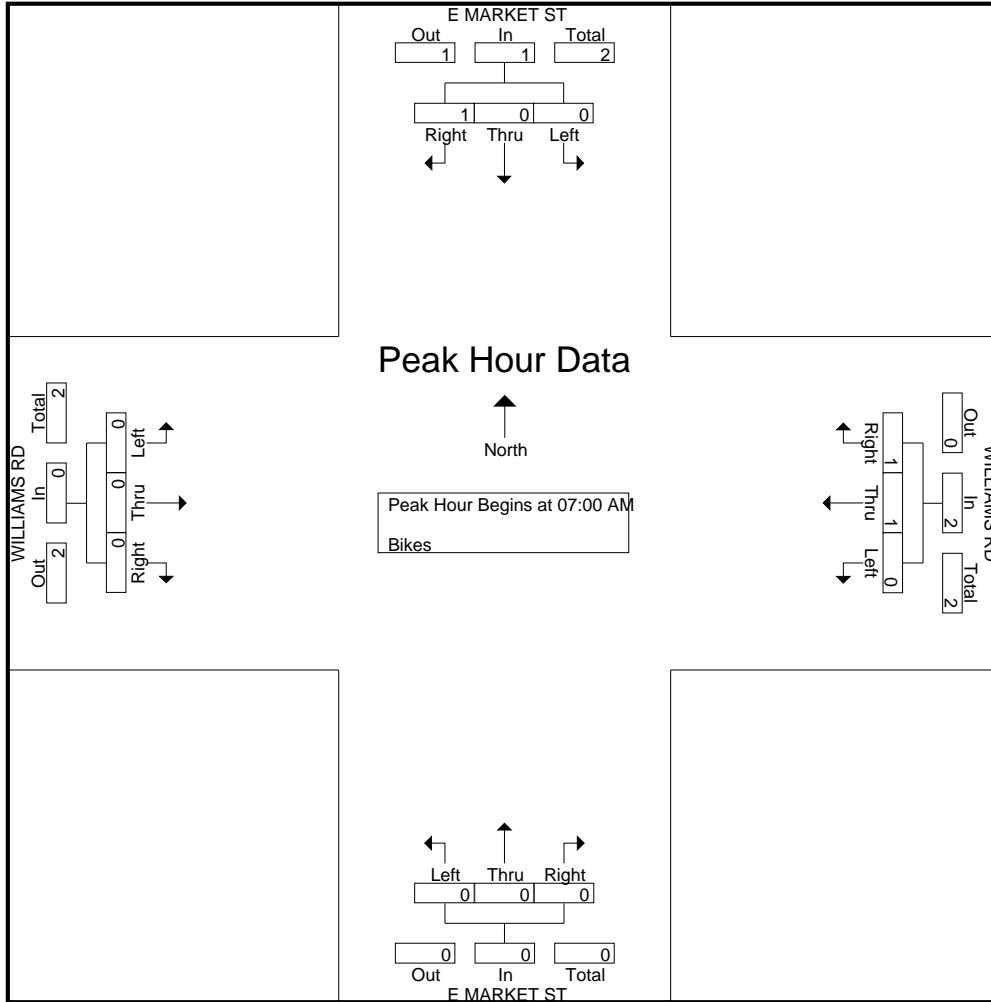 E MARKET ST
Out In Total
1 1 2
1 0 0
Right Thru Left
Peak Hour Data
North
Peak Hour Begins at 07:00 AM
Bikes
WILLIAMS RD
Out In Total
2 0 2
0 0 0
Left Thru Right
WILLIAMS RD
Out In Total
0 2 2
1 1 0
Right Thru Left
Left Thru Right
0 0 0
0 0 0
Out In Total
E MARKET ST